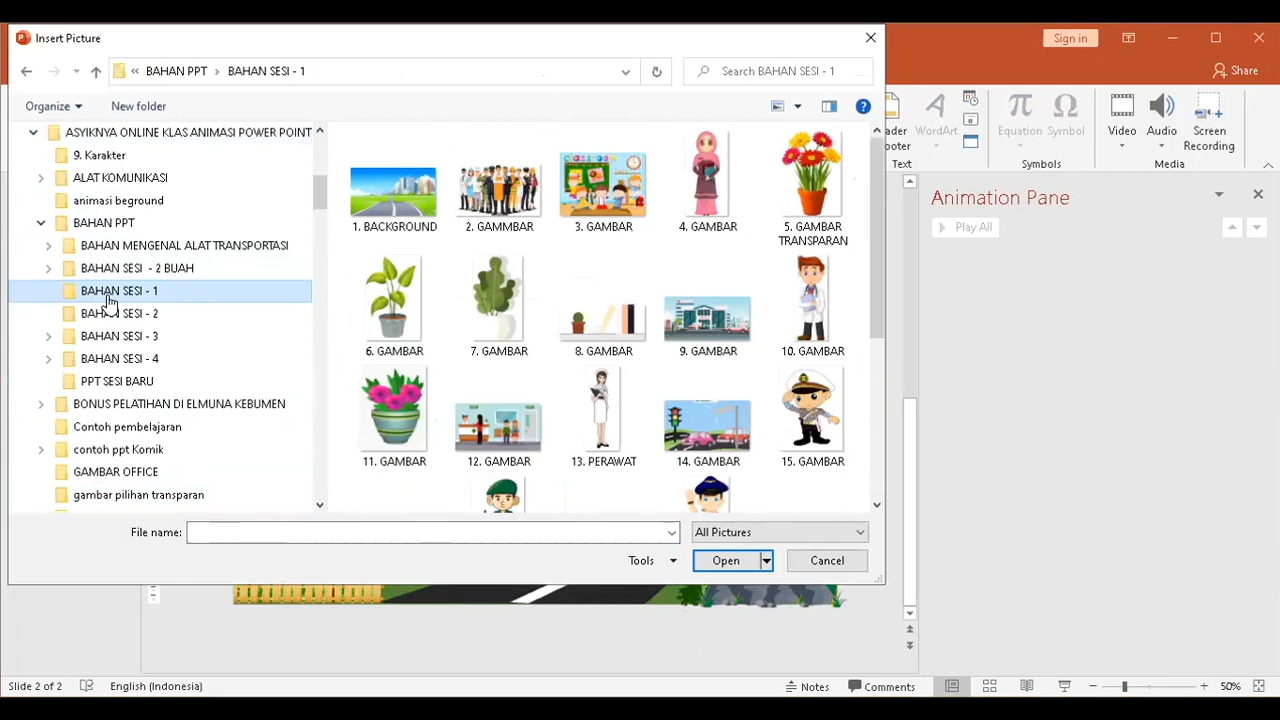 Insert Picture
Sign in
« BAHAN PPT > BAHAN SESI - 1
Search BAHAN SESI - 1
Share
Organize
New folder
ader
ooter
WordArt
Equation
Symbol
Video
Audio
Screen
Recording
Text
Symbols
Media
ASYIKNYA ONLINE KLAS ANIMASI POWER POINT
9. Karakter
ALAT KOMUNIKASI
animasi beground
BAHAN PPT
BAHAN MENGENAL ALAT TRANSPORTASI
BAHAN SESI - 2 BUAH
BAHAN SESI - 1
BAHAN SESI - 2
BAHAN SESI - 3
BAHAN SESI - 4
PPT SESI BARU
BONUS PELATIHAN DI ELMUNA KEBUMEN
Contoh pembelajaran
contoh ppt Komik
GAMBAR OFFICE
gambar pilihan transparan
1. BACKGROUND
2. GAMMBAR
3. GAMBAR
4. GAMBAR
5. GAMBAR
TRANSPARAN
6. GAMBAR
7. GAMBAR
8. GAMBAR
9. GAMBAR
10. GAMBAR
11. GAMBAR
12. GAMBAR
13. PERAWAT
14. GAMBAR
15. GAMBAR
File name:
All Pictures
Tools
Open
Cancel
Animation Pane
Play All
Slide 2 of 2
English (Indonesia)
Notes
Comments
50%